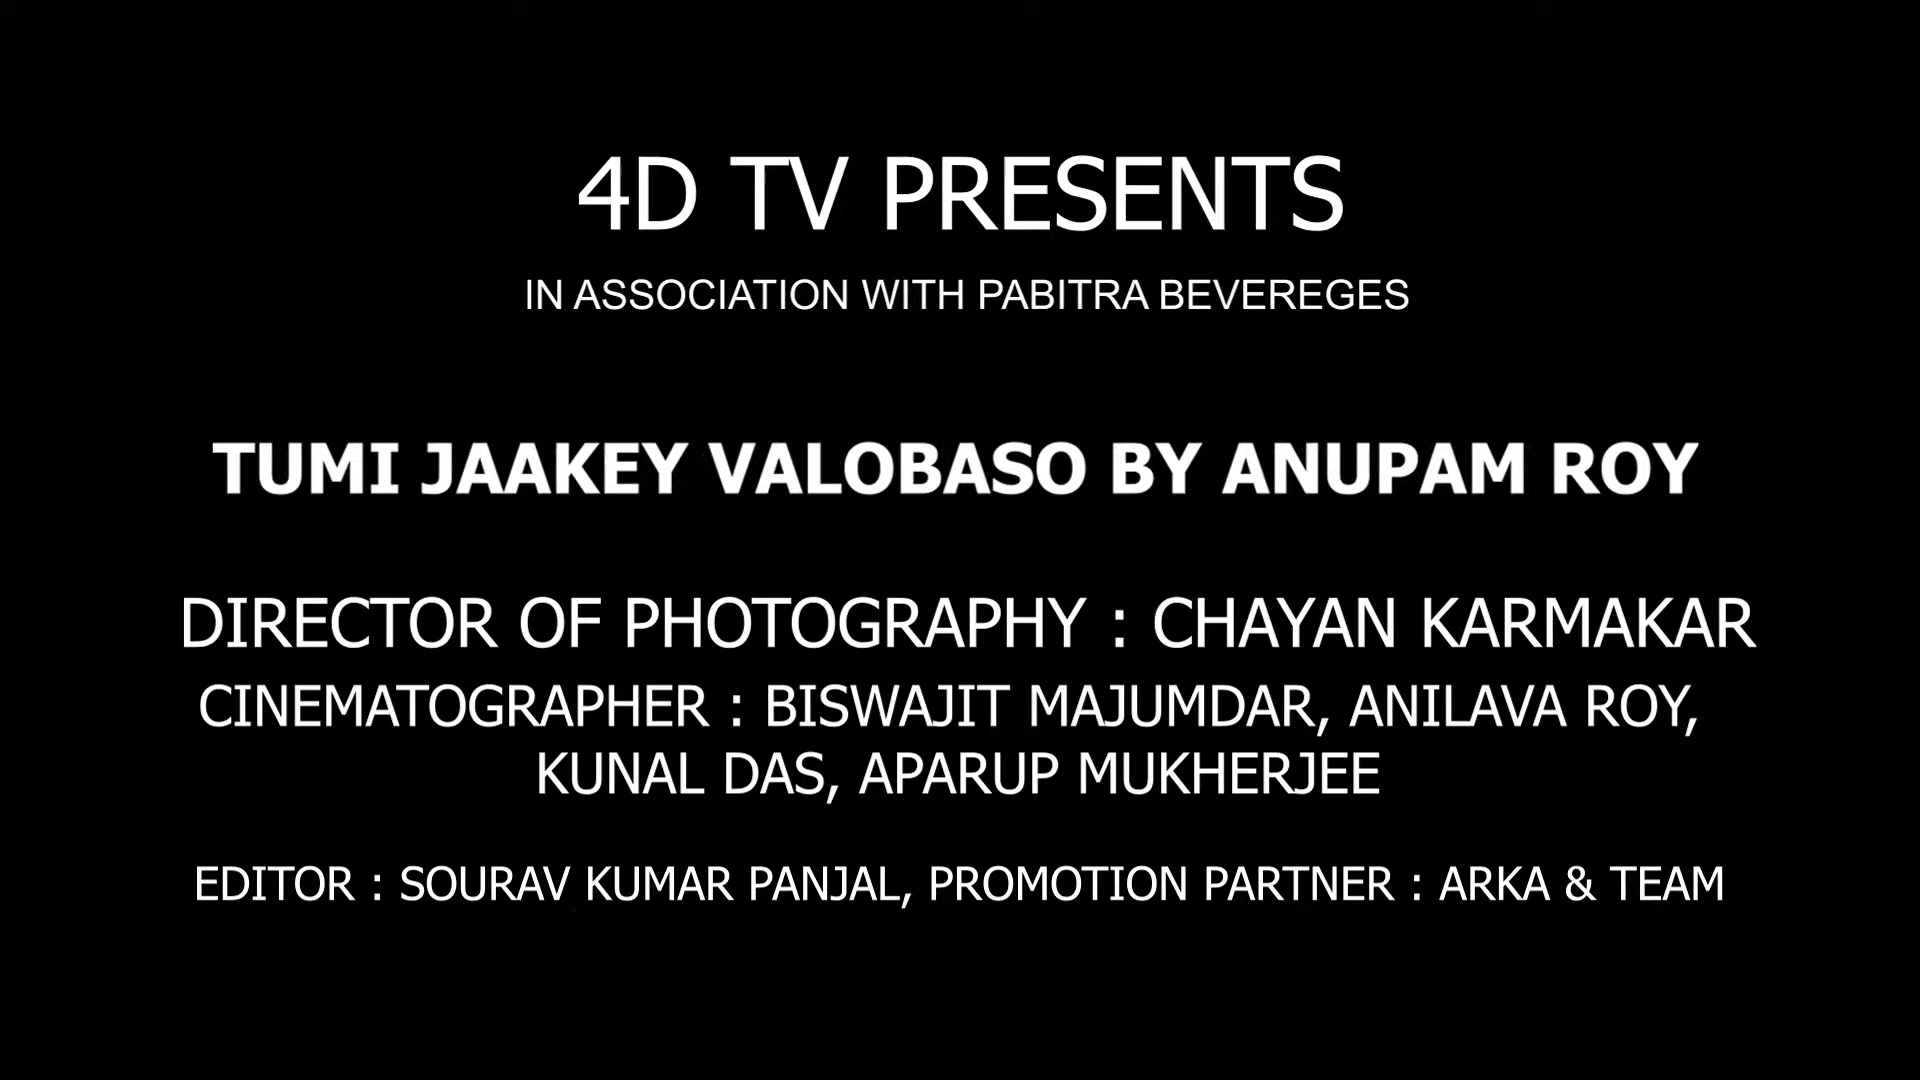 4D TV PRESENTS
IN ASSOCIATION WITH PABITRA BEVEREGES
TUMI JAAKEY VALOBASO BY ANUPAM ROY
DIRECTOR OF PHOTOGRAPHY : CHAYAN KARMAKAR
CINEMATOGRAPHER : BISWAJIT MAJUMDAR, ANILAVA ROY,
KUNAL DAS, APARUP MUKHERJEE
EDITOR : SOURAV KUMAR PANJAL, PROMOTION PARTNER : ARKA & TEAM